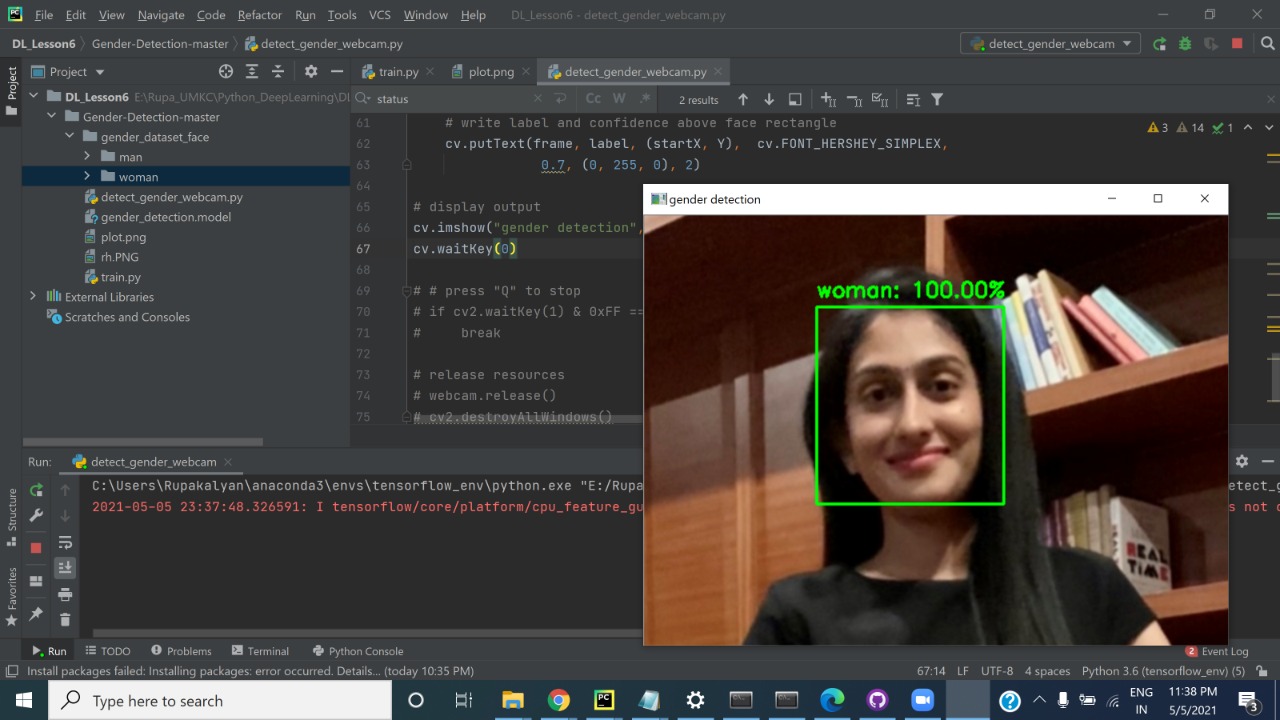 File Edit View Navigate Code Refactor Run Tools VCS Window Help DL_Lesson6 - detect_gender_webcam.py
DL_Lesson6 Gender-Detection-master detect_gender_webcam.py detect_gender_webcam
Project train.py plot.png detect_gender_webcam.py
Project
DL_Lesson6 E:\Rupa_UMKC\Python_DeepLearning\Dl
Gender-Detection-master
gender_dataset_face
man
woman
detect_gender_webcam.py
gender_detection.model
plot.png
rh.PNG
train.py
External Libraries
Scratches and Consoles
status Cc W .* 2 results
61 # write label and confidence above face rectangle
3 14 1
62 cv.putText(frame, label, (startX, Y), cv.FONT_HERSHEY_SIMPLEX,
63 0.7, (0, 255, 0), 2)
64
65 # display output
66 cv.imshow("gender detection",
67 cv.waitKey(0)
68
69 # # press "Q" to stop
70 # if cv2.waitKey(1) & 0xFF ==
71 # break
72
73 # release resources
74 # webcam.release()
75 # cv2.destroyAllWindows()
gender detection
woman: 100.00%
REAL
TIME
Run: detect_gender_webcam
C:\Users\Rupakalyan\anaconda3\envs\tensorflow_env\python.exe "E:/Rupa
detect_g
2021-05-05 23:37:48.326591: I tensorflow/core/platform/cpu_feature_gu
s not c
Structure
Favorites
Run TODO Problems Terminal Python Console 2 Event Log
Install packages failed: Installing packages: error occurred. Details... (today 10:35 PM) 67:14 LF UTF-8 4 spaces Python 3.6 (tensorflow_env) (5)
Type here to search
ENG
IN
11:38 PM
5/5/2021
3